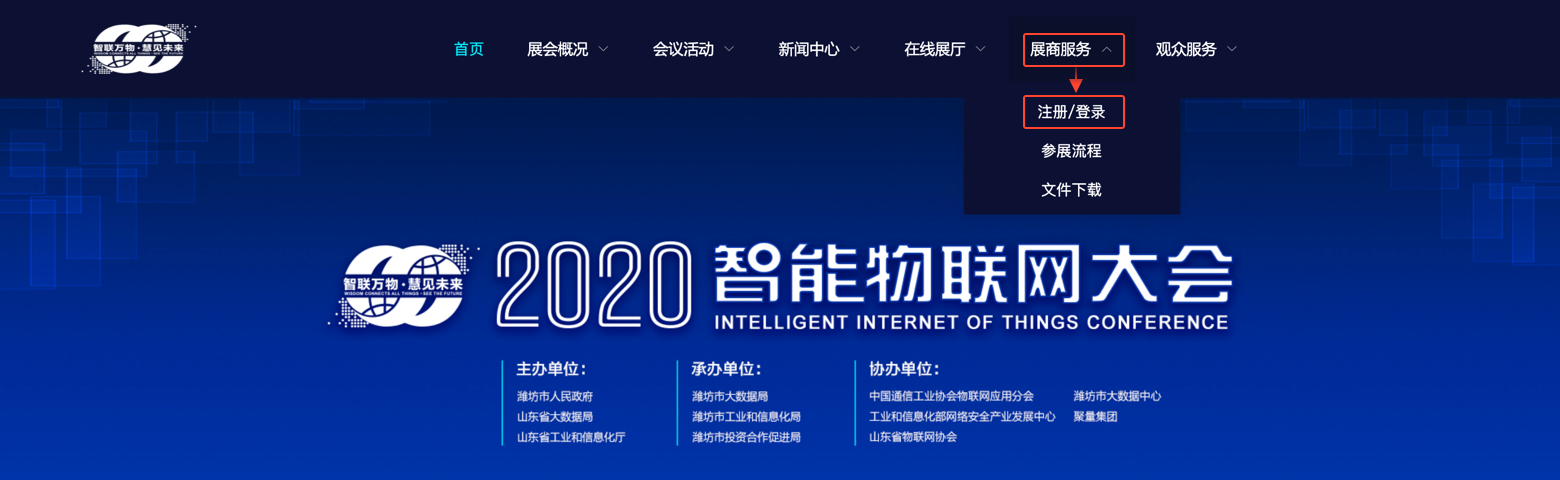 智联万物·慧见未来
WISDOM CONNECTS ALL THINGS · SEE THE FUTURE
首页 展会概况 会议活动 新闻中心 在线展厅 展商服务 观众服务
注册/登录
参展流程
文件下载
智联万物·慧见未来
WISDOM CONNECTS ALL THINGS · SEE THE FUTURE
2020 智能物联网大会
INTELLIGENT INTERNET OF THINGS CONFERENCE
主办单位：
潍坊市人民政府
山东省大数据局
山东省工业和信息化厅
承办单位：
潍坊市大数据局
潍坊市工业和信息化局
潍坊市投资合作促进局
协办单位：
中国通信工业协会物联网应用分会 潍坊市大数据中心
工业和信息化部网络安全产业发展中心 聚量集团
山东省物联网协会